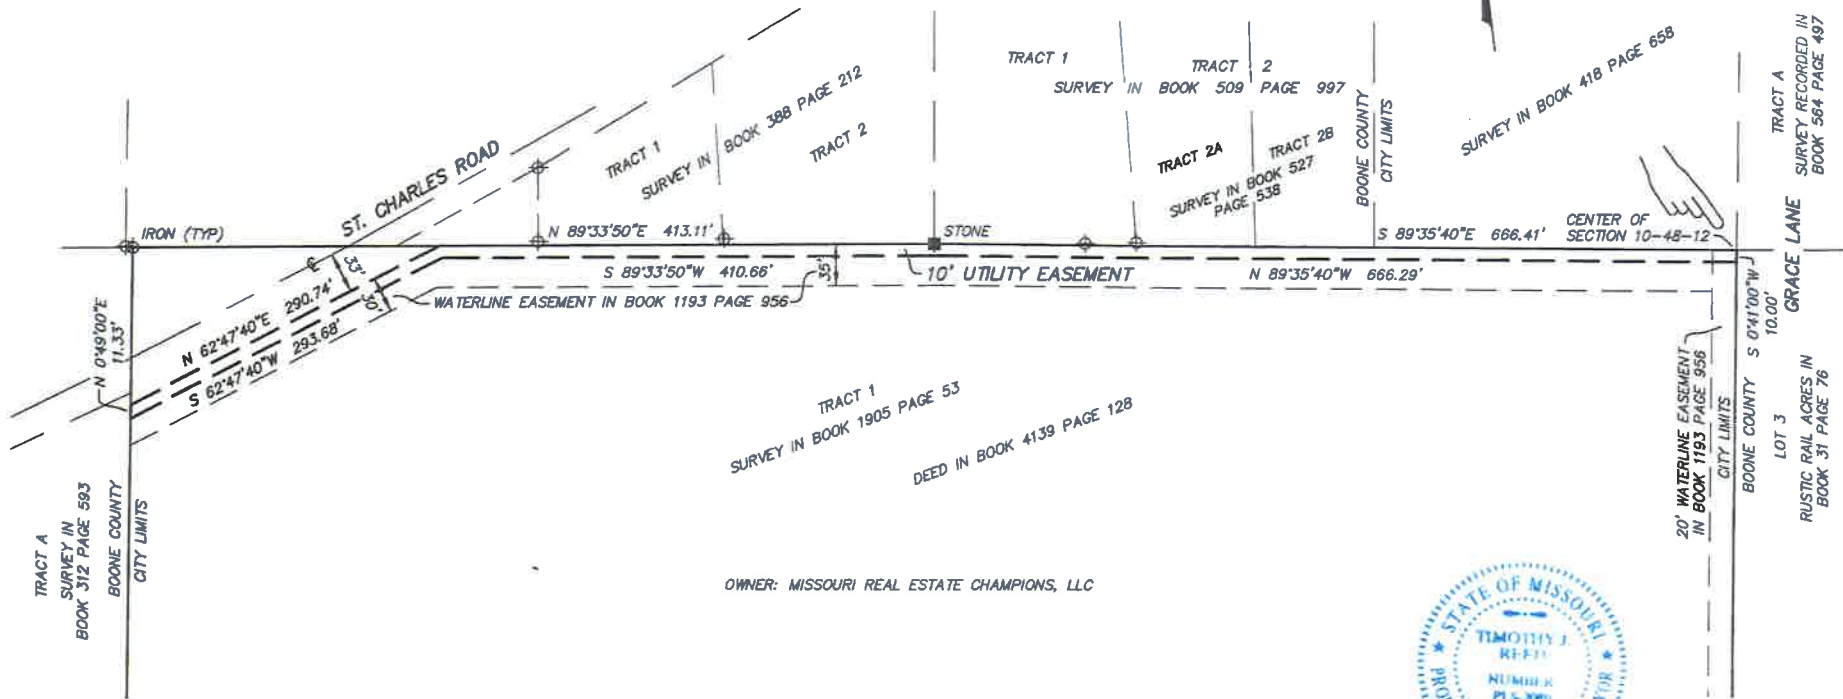 TRACT 1
TRACT 2
SURVEY IN BOOK 509 PAGE 997
SURVEY IN BOOK 418 PAGE 658
TRACT A
SURVEY RECORDED IN
BOOK 564 PAGE 497
TRACT 1
SURVEY IN BOOK 388 PAGE 212
TRACT 2
TRACT 2A
TRACT 2B
SURVEY IN BOOK 527
PAGE 538
BOONE COUNTY
CITY LIMITS
ST. CHARLES ROAD
IRON (TYP)
N 89°33'50"E 413.11'
STONE
S 89°35'40"E 666.41'
CENTER OF
SECTION 10-48-12
GRACE LANE
33'
30'
S 89°33'50"W 410.66'
35'
10' UTILITY EASEMENT
N 89°35'40"W 666.29'
WATERLINE EASEMENT IN BOOK 1193 PAGE 956
N 0°49'00"E
11.33'
N 62°47'40"E 290.74'
S 62°47'40"W 293.68'
S 0°41'00"W
10.00'
TRACT 1
SURVEY IN BOOK 1905 PAGE 53
DEED IN BOOK 4139 PAGE 128
20' WATERLINE EASEMENT
IN BOOK 1193 PAGE 956
CITY LIMITS
BOONE COUNTY
LOT 3
RUSTIC RAIL ACRES IN
BOOK 31 PAGE 76
TRACT A
SURVEY IN
BOOK 312 PAGE 593
BOONE COUNTY
CITY LIMITS
OWNER: MISSOURI REAL ESTATE CHAMPIONS, LLC
STATE OF MISSOURI
TIMOTHY J.
REED
NUMBER